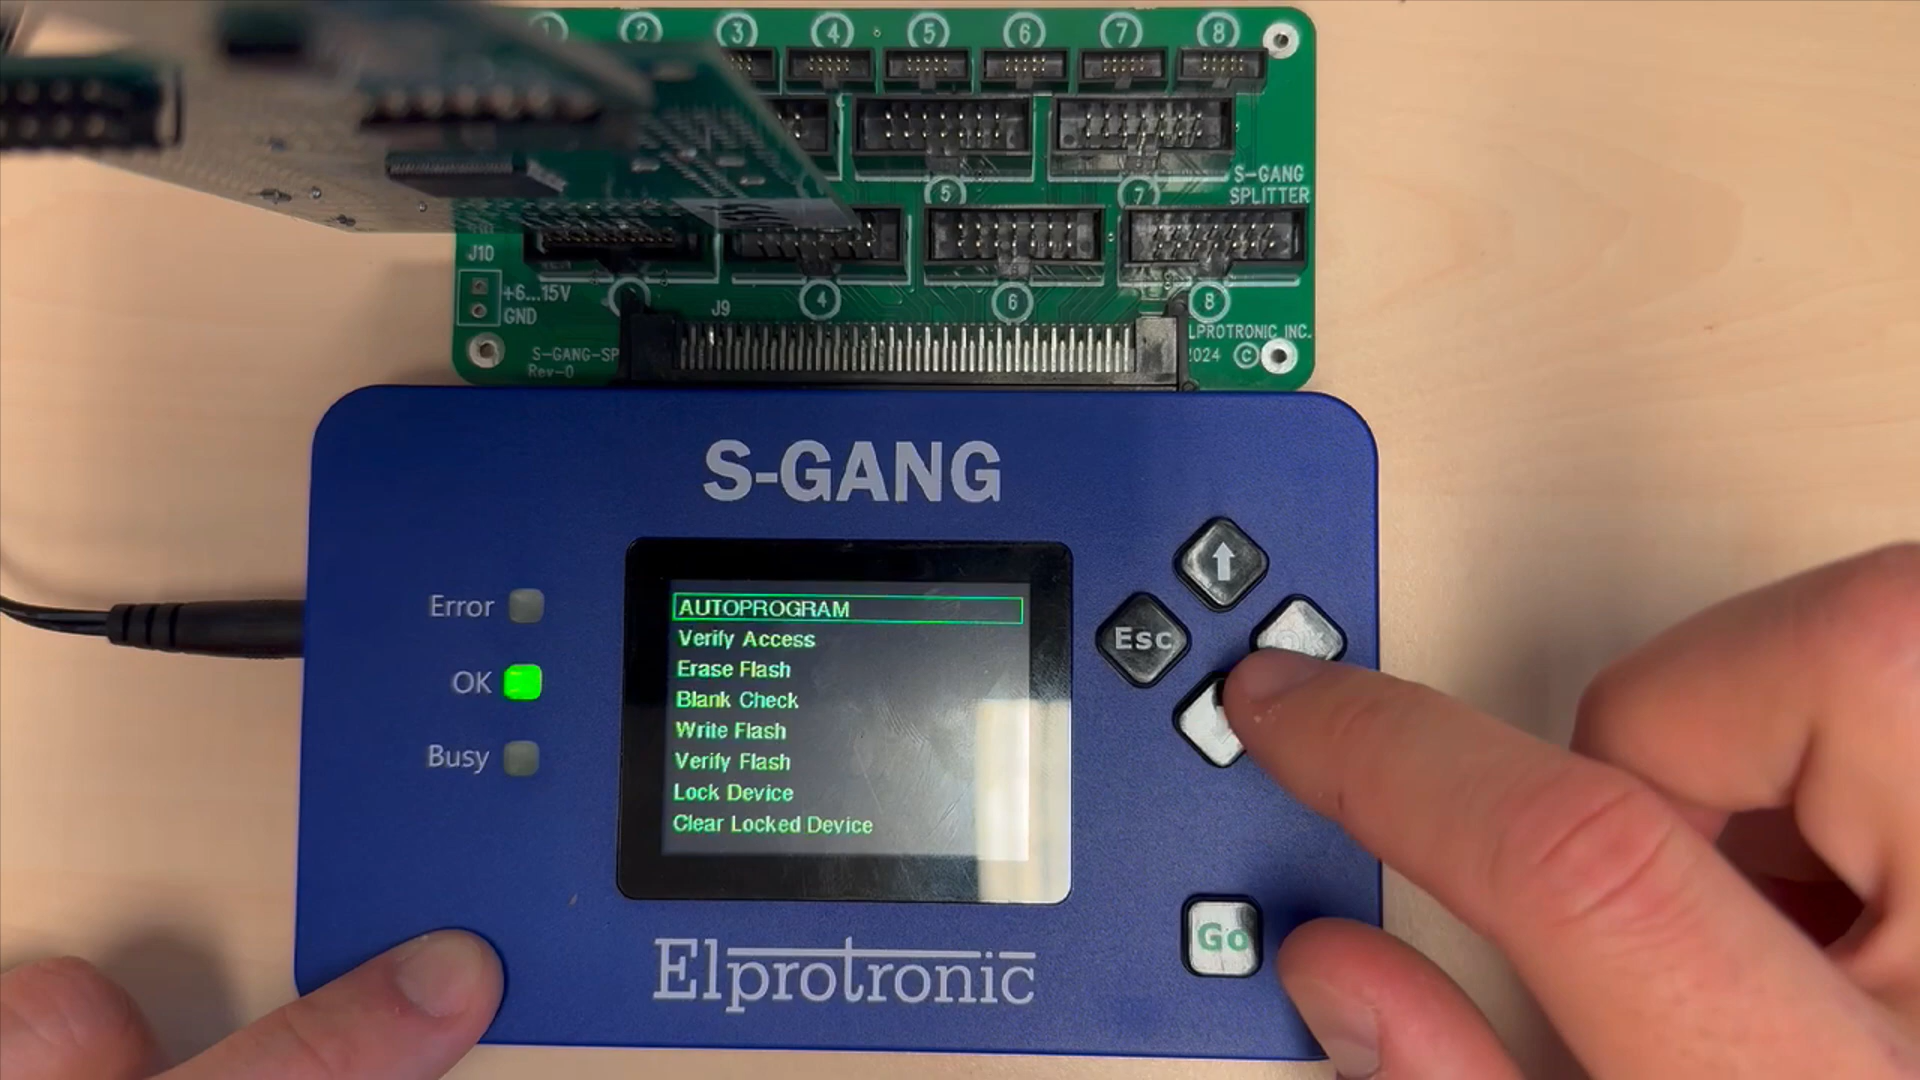 1 2 3 4 5 6 7 8
S-GANG
SPLITTER
5 7
J10
+6...15V
GND
J9
4 6 8
S-GANG-SP
Rev-0
LPROTRONIC INC.
2024 ©
S-GANG
Error
OK
Busy
AUTOPROGRAM
Verify Access
Erase Flash
Blank Check
Write Flash
Verify Flash
Lock Device
Clear Locked Device
Esc
Go
Elprotronic